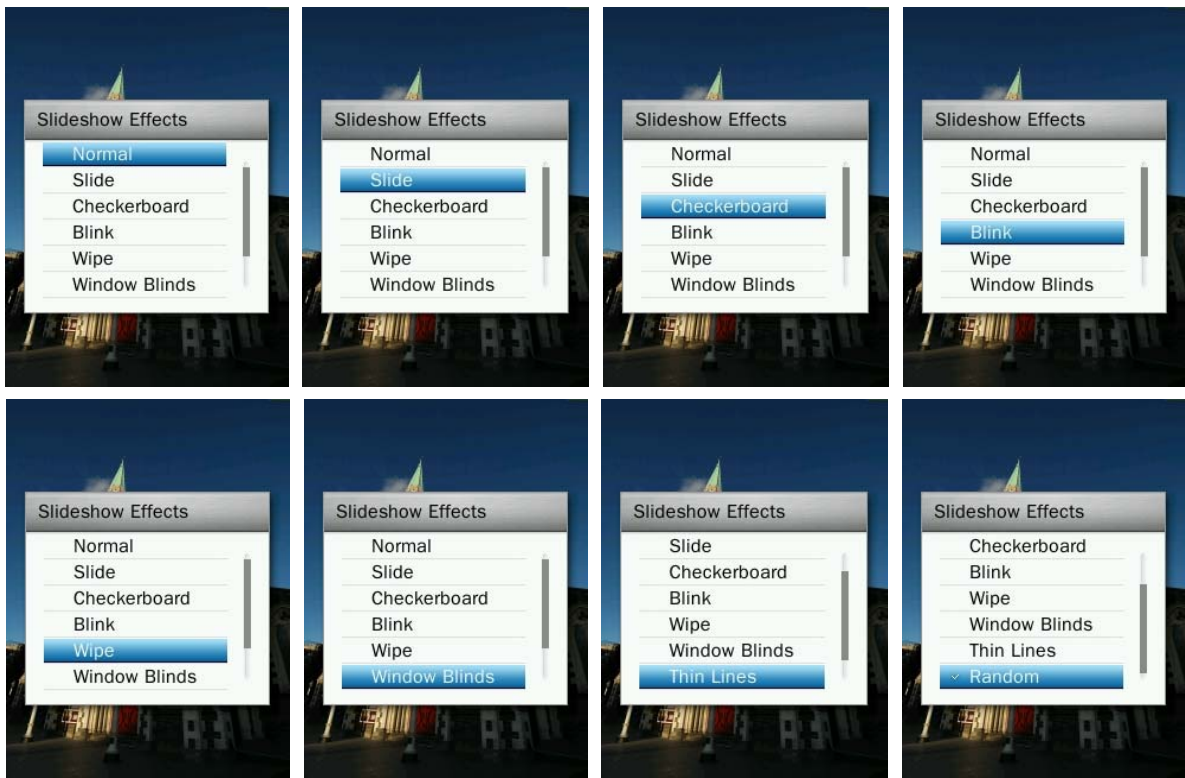 Slideshow Effects
Normal
Slide
Checkerboard
Blink
Wipe
Window Blinds
Slideshow Effects
Normal
Slide
Checkerboard
Blink
Wipe
Window Blinds
Slideshow Effects
Normal
Slide
Checkerboard
Blink
Wipe
Window Blinds
Slideshow Effects
Normal
Slide
Checkerboard
Blink
Wipe
Window Blinds
Slideshow Effects
Normal
Slide
Checkerboard
Blink
Wipe
Window Blinds
Slideshow Effects
Normal
Slide
Checkerboard
Blink
Wipe
Window Blinds
Slideshow Effects
Slide
Checkerboard
Blink
Wipe
Window Blinds
Thin Lines
Slideshow Effects
Checkerboard
Blink
Wipe
Window Blinds
Thin Lines
Random